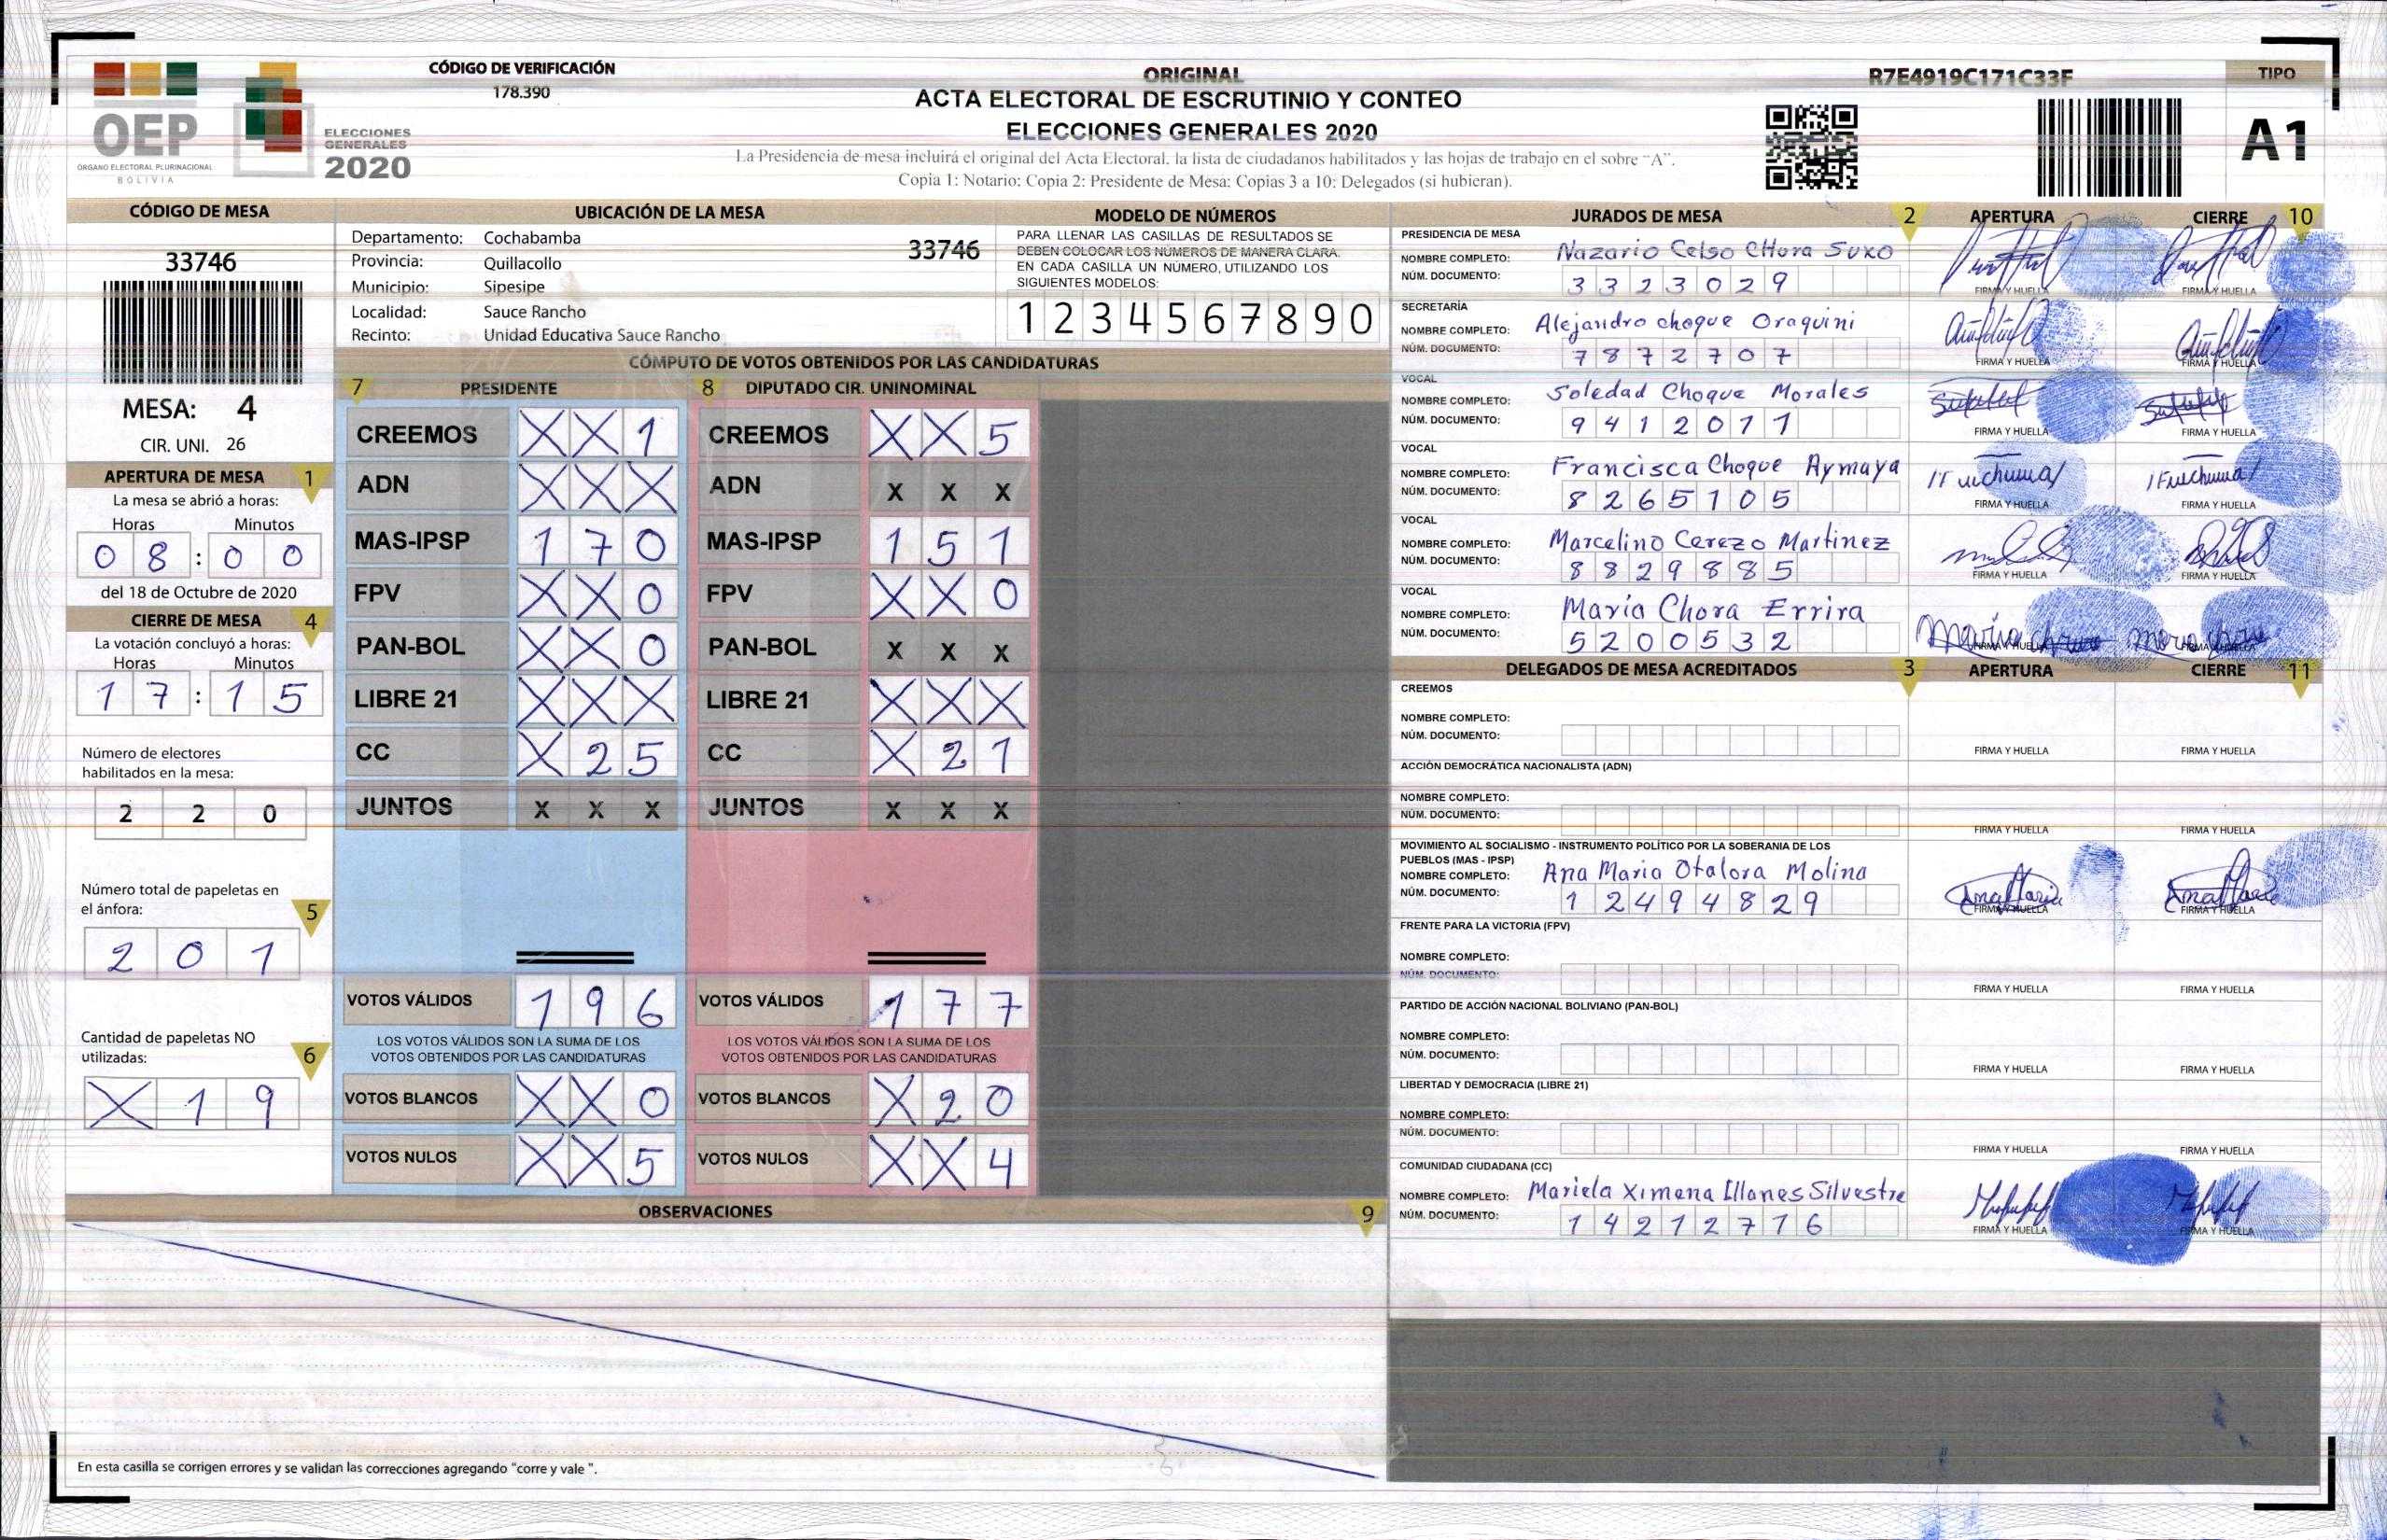 OEP
ÓRGANO ELECTORAL PLURINACIONAL
BOLIVIA
ELECCIONES
GENERALES
2020
CÓDIGO DE VERIFICACIÓN
178.390
ORIGINAL
ACTA ELECTORAL DE ESCRUTINIO Y CONTEO
ELECCIONES GENERALES 2020
La Presidencia de mesa incluirá el original del Acta Electoral, la lista de ciudadanos habilitados y las hojas de trabajo en el sobre "A".
Copia 1: Notario; Copia 2: Presidente de Mesa; Copias 3 a 10: Delegados (si hubieran).
R7E4919C171C33F
TIPO
A1
CÓDIGO DE MESA
33746
MESA: 4
CIR. UNI. 26
APERTURA DE MESA 1
La mesa se abrió a horas:
Horas Minutos
0 8 : 0 0
del 18 de Octubre de 2020
CIERRE DE MESA 4
La votación concluyó a horas:
Horas Minutos
1 7 : 1 5
Número de electores
habilitados en la mesa:
2 2 0
Número total de papeletas en
el ánfora: 5
2 0 1
Cantidad de papeletas NO
utilizadas: 6
X 1 9
UBICACIÓN DE LA MESA
Departamento: Cochabamba 33746
Provincia: Quillacollo
Municipio: Sipesipe
Localidad: Sauce Rancho
Recinto: Unidad Educativa Sauce Rancho
MODELO DE NÚMEROS
PARA LLENAR LAS CASILLAS DE RESULTADOS SE
DEBEN COLOCAR LOS NÚMEROS DE MANERA CLARA.
EN CADA CASILLA UN NÚMERO, UTILIZANDO LOS
SIGUIENTES MODELOS:
1 2 3 4 5 6 7 8 9 0
CÓMPUTO DE VOTOS OBTENIDOS POR LAS CANDIDATURAS
7 PRESIDENTE 8 DIPUTADO CIR. UNINOMINAL
CREEMOS X X 1 CREEMOS X X 5
ADN X X X ADN X X X
MAS-IPSP 1 7 0 MAS-IPSP 1 5 1
FPV X X 0 FPV X X 0
PAN-BOL X X 0 PAN-BOL X X X
LIBRE 21 X X X LIBRE 21 X X X
CC X 2 5 CC X 2 1
JUNTOS X X X JUNTOS X X X
VOTOS VÁLIDOS 1 9 6 VOTOS VÁLIDOS 1 7 7
LOS VOTOS VÁLIDOS SON LA SUMA DE LOS LOS VOTOS VÁLIDOS SON LA SUMA DE LOS
VOTOS OBTENIDOS POR LAS CANDIDATURAS VOTOS OBTENIDOS POR LAS CANDIDATURAS
VOTOS BLANCOS X X 0 VOTOS BLANCOS X 2 0
VOTOS NULOS X X 5 VOTOS NULOS X X 4
OBSERVACIONES 9
En esta casilla se corrigen errores y se validan las correcciones agregando "corre y vale ".
JURADOS DE MESA 2 APERTURA CIERRE 10
PRESIDENCIA DE MESA
NOMBRE COMPLETO: Nazario Celso CHora Suxo
NÚM. DOCUMENTO: 3 3 2 3 0 2 9
FIRMA Y HUELLA FIRMA Y HUELLA
SECRETARÍA
NOMBRE COMPLETO: Alejandro choque Oraquini
NÚM. DOCUMENTO: 7 8 7 2 7 0 7
FIRMA Y HUELLA FIRMA Y HUELLA
VOCAL
NOMBRE COMPLETO: Soledad Choque Morales
NÚM. DOCUMENTO: 9 4 1 2 0 7 1
FIRMA Y HUELLA FIRMA Y HUELLA
VOCAL
NOMBRE COMPLETO: Francisca Choque Aymaya
NÚM. DOCUMENTO: 8 2 6 5 1 0 5
FIRMA Y HUELLA FIRMA Y HUELLA
VOCAL
NOMBRE COMPLETO: Marcelino Cerezo Martinez
NÚM. DOCUMENTO: 8 8 2 9 8 8 5
FIRMA Y HUELLA FIRMA Y HUELLA
VOCAL
NOMBRE COMPLETO: Maria Chora Errira
NÚM. DOCUMENTO: 5 2 0 0 5 3 2
FIRMA Y HUELLA FIRMA Y HUELLA
DELEGADOS DE MESA ACREDITADOS 3 APERTURA CIERRE 11
CREEMOS
NOMBRE COMPLETO:
NÚM. DOCUMENTO:
FIRMA Y HUELLA FIRMA Y HUELLA
ACCIÓN DEMOCRÁTICA NACIONALISTA (ADN)
NOMBRE COMPLETO:
NÚM. DOCUMENTO:
FIRMA Y HUELLA FIRMA Y HUELLA
MOVIMIENTO AL SOCIALISMO - INSTRUMENTO POLÍTICO POR LA SOBERANIA DE LOS
PUEBLOS (MAS - IPSP)
NOMBRE COMPLETO: Ana Maria Otalora Molina
NÚM. DOCUMENTO: 1 2 4 9 4 8 2 9
FIRMA Y HUELLA FIRMA Y HUELLA
FRENTE PARA LA VICTORIA (FPV)
NOMBRE COMPLETO:
NÚM. DOCUMENTO:
FIRMA Y HUELLA FIRMA Y HUELLA
PARTIDO DE ACCIÓN NACIONAL BOLIVIANO (PAN-BOL)
NOMBRE COMPLETO:
NÚM. DOCUMENTO:
FIRMA Y HUELLA FIRMA Y HUELLA
LIBERTAD Y DEMOCRACIA (LIBRE 21)
NOMBRE COMPLETO:
NÚM. DOCUMENTO:
FIRMA Y HUELLA FIRMA Y HUELLA
COMUNIDAD CIUDADANA (CC)
NOMBRE COMPLETO: Mariela Ximena Illanes Silvestre
NÚM. DOCUMENTO: 1 4 2 1 2 7 1 6
FIRMA Y HUELLA FIRMA Y HUELLA